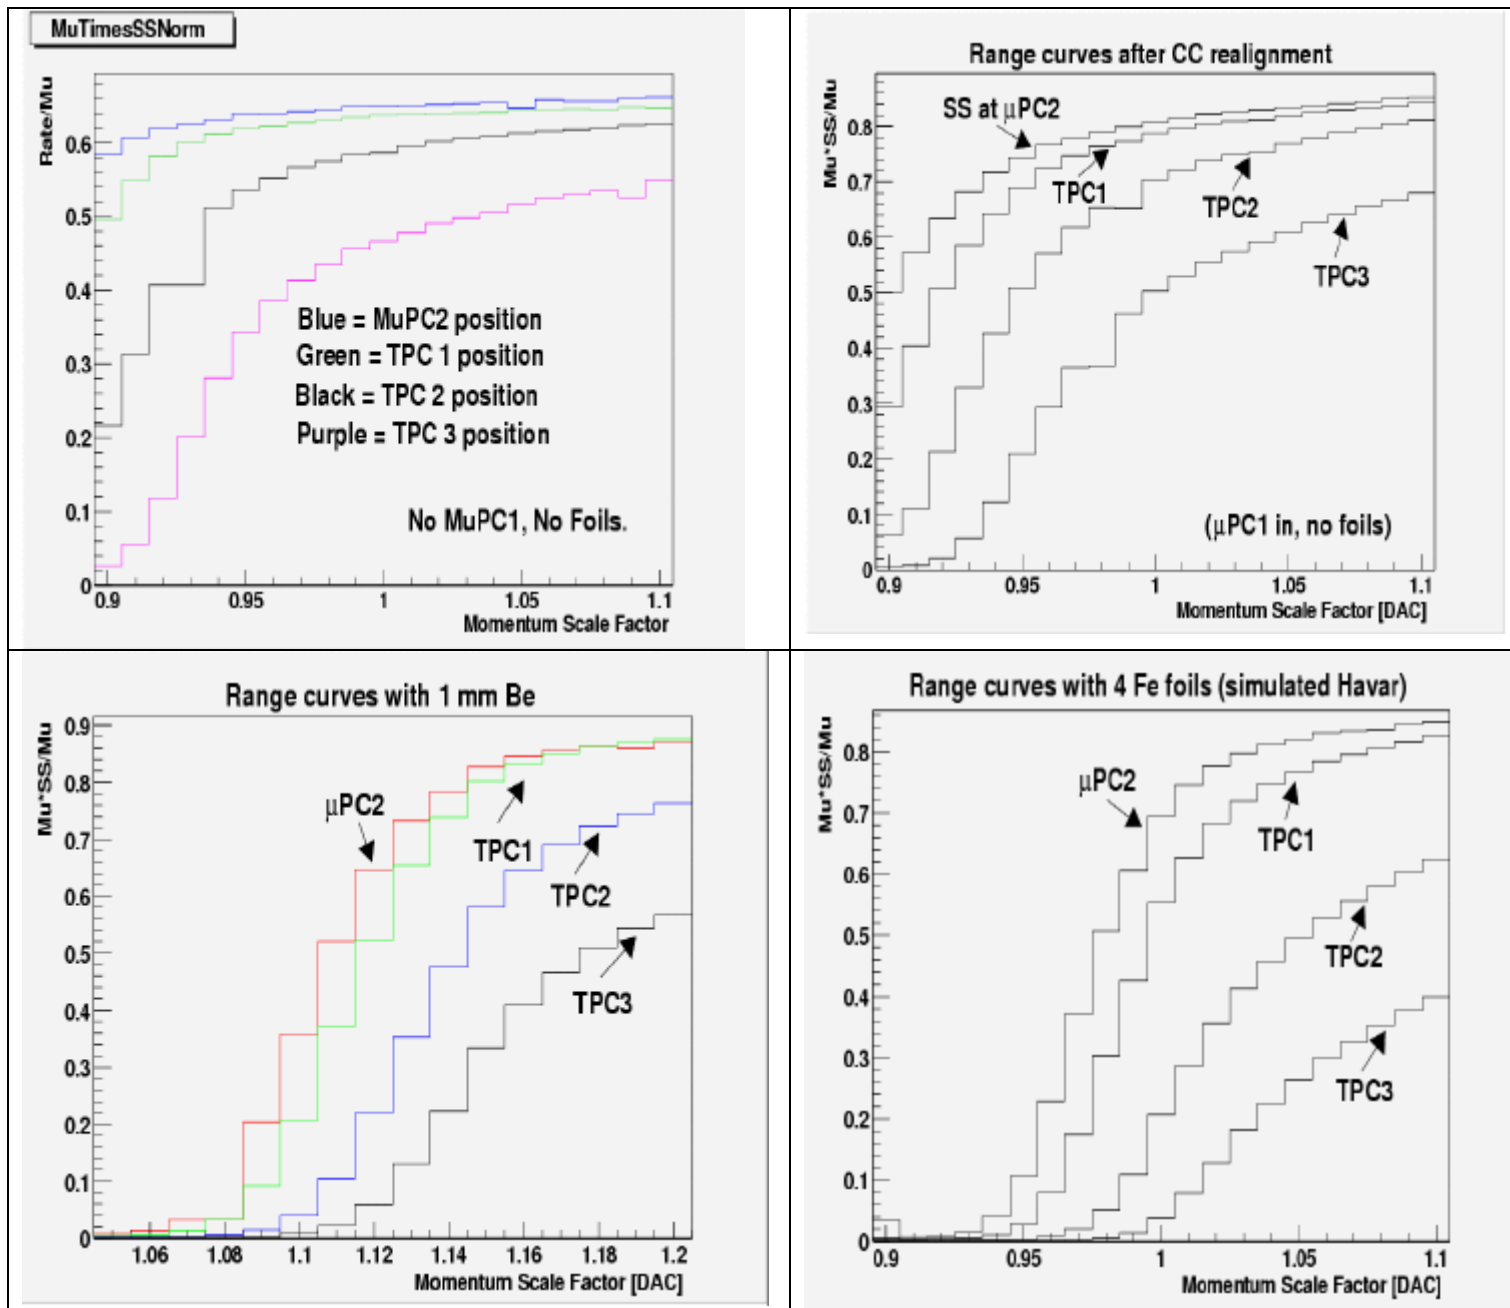 MuTimesSSNorm
Rate/Mu
0.6
0.5
0.4
0.3
0.2
0.1
0
Blue = MuPC2 position
Green = TPC 1 position
Black = TPC 2 position
Purple = TPC 3 position
No MuPC1, No Foils.
0.9 0.95 1 1.05 1.1
Momentum Scale Factor
Range curves after CC realignment
Mu*SS/Mu
0.8
0.7
0.6
0.5
0.4
0.3
0.2
0.1
0
SS at μPC2
TPC1
TPC2
TPC3
(μPC1 in, no foils)
0.9 0.95 1 1.05 1.1
Momentum Scale Factor [DAC]
Range curves with 1 mm Be
Mu*SS/Mu
0.9
0.8
0.7
0.6
0.5
0.4
0.3
0.2
0.1
0
μPC2
TPC1
TPC2
TPC3
1.06 1.08 1.1 1.12 1.14 1.16 1.18 1.2
Momentum Scale Factor [DAC]
Range curves with 4 Fe foils (simulated Havar)
Mu*SS/Mu
0.8
0.7
0.6
0.5
0.4
0.3
0.2
0.1
0
μPC2
TPC1
TPC2
TPC3
0.9 0.95 1 1.05 1.1
Momentum Scale Factor [DAC]